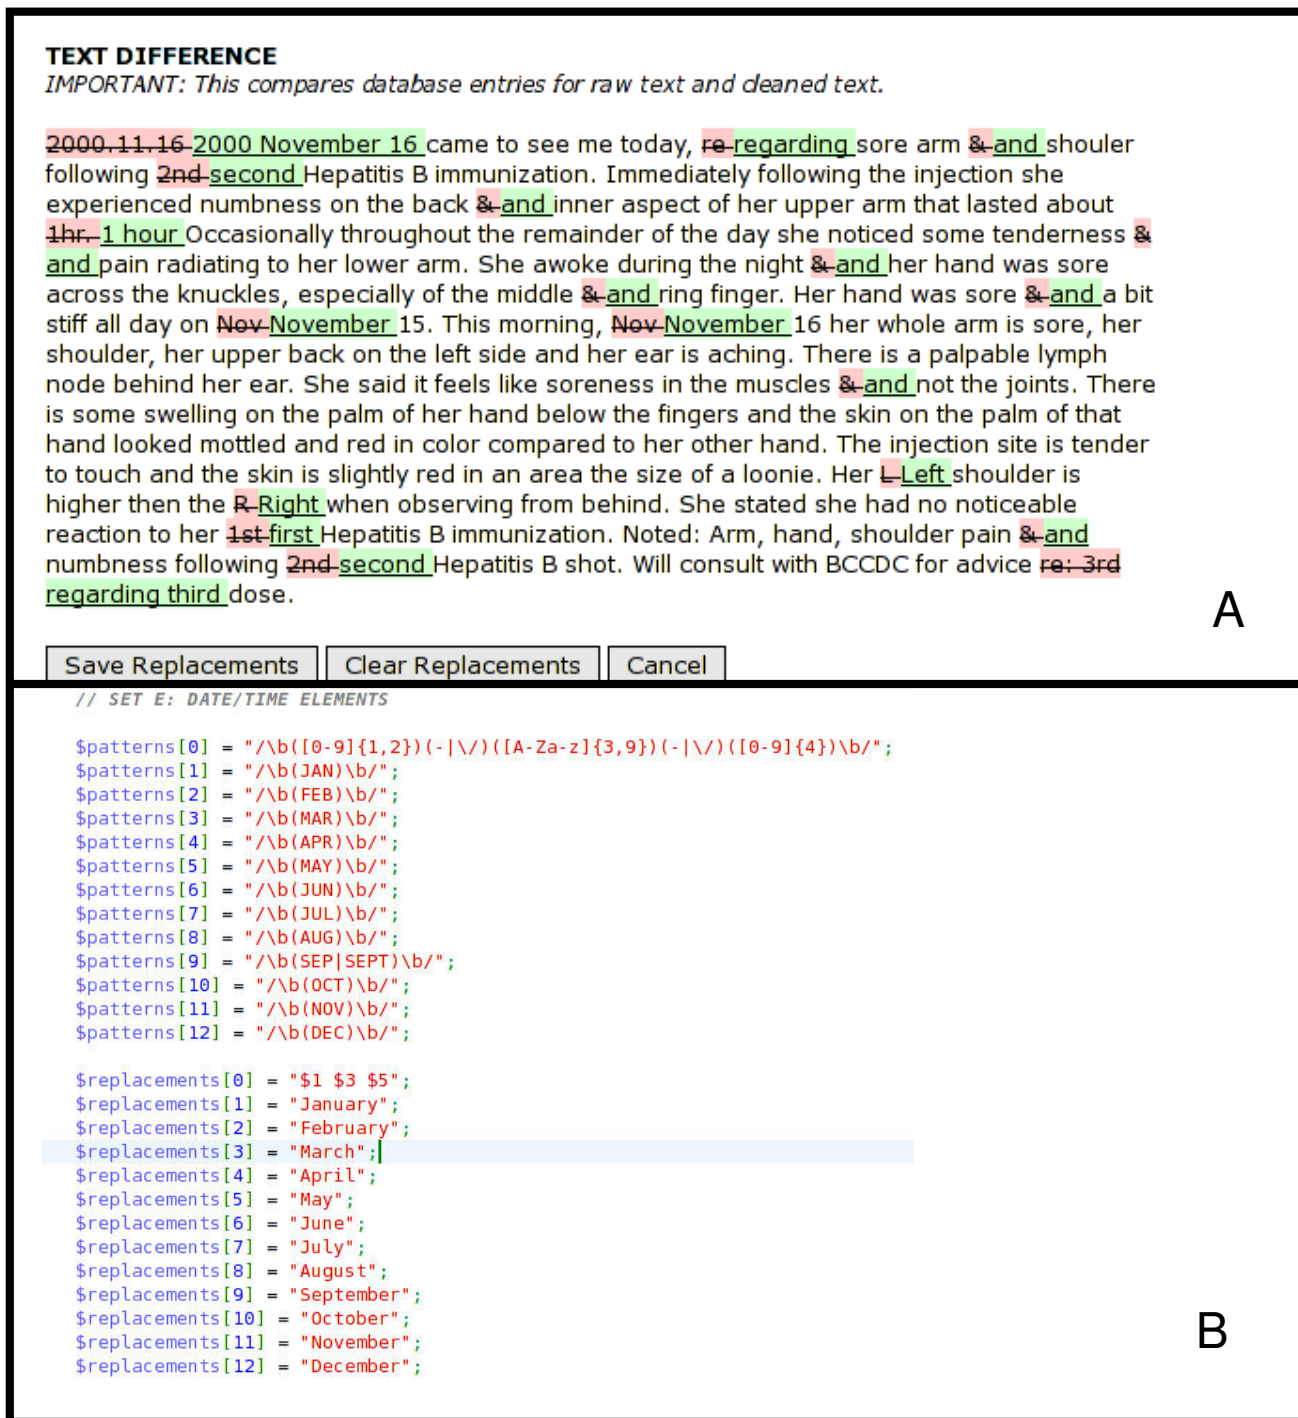 TEXT DIFFERENCE
IMPORTANT: This compares database entries for raw text and cleaned text.
2000.11.16 2000 November 16 came to see me today, re regarding sore arm & and shouler
following 2nd second Hepatitis B immunization. Immediately following the injection she
experienced numbness on the back & and inner aspect of her upper arm that lasted about
1hr. 1 hour Occasionally throughout the remainder of the day she noticed some tenderness &
and pain radiating to her lower arm. She awoke during the night & and her hand was sore
across the knuckles, especially of the middle & and ring finger. Her hand was sore & and a bit
stiff all day on Nov November 15. This morning, Nov November 16 her whole arm is sore, her
shoulder, her upper back on the left side and her ear is aching. There is a palpable lymph
node behind her ear. She said it feels like soreness in the muscles & and not the joints. There
is some swelling on the palm of her hand below the fingers and the skin on the palm of that
hand looked mottled and red in color compared to her other hand. The injection site is tender
to touch and the skin is slightly red in an area the size of a loonie. Her L Left shoulder is
higher then the R Right when observing from behind. She stated she had no noticeable
reaction to her 1st first Hepatitis B immunization. Noted: Arm, hand, shoulder pain & and
numbness following 2nd second Hepatitis B shot. Will consult with BCCDC for advice re: 3rd
regarding third dose.
A
Save Replacements Clear Replacements Cancel
// SET E: DATE/TIME ELEMENTS
$patterns[0] = "/\b([0-9]{1,2})(-|\/)([A-Za-z]{3,9})(-|\/)([0-9]{4})\b/";
$patterns[1] = "/\b(JAN)\b/";
$patterns[2] = "/\b(FEB)\b/";
$patterns[3] = "/\b(MAR)\b/";
$patterns[4] = "/\b(APR)\b/";
$patterns[5] = "/\b(MAY)\b/";
$patterns[6] = "/\b(JUN)\b/";
$patterns[7] = "/\b(JUL)\b/";
$patterns[8] = "/\b(AUG)\b/";
$patterns[9] = "/\b(SEP|SEPT)\b/";
$patterns[10] = "/\b(OCT)\b/";
$patterns[11] = "/\b(NOV)\b/";
$patterns[12] = "/\b(DEC)\b/";
$replacements[0] = "$1 $3 $5";
$replacements[1] = "January";
$replacements[2] = "February";
$replacements[3] = "March";
$replacements[4] = "April";
$replacements[5] = "May";
$replacements[6] = "June";
$replacements[7] = "July";
$replacements[8] = "August";
$replacements[9] = "September";
$replacements[10] = "October";
$replacements[11] = "November";
$replacements[12] = "December";
B